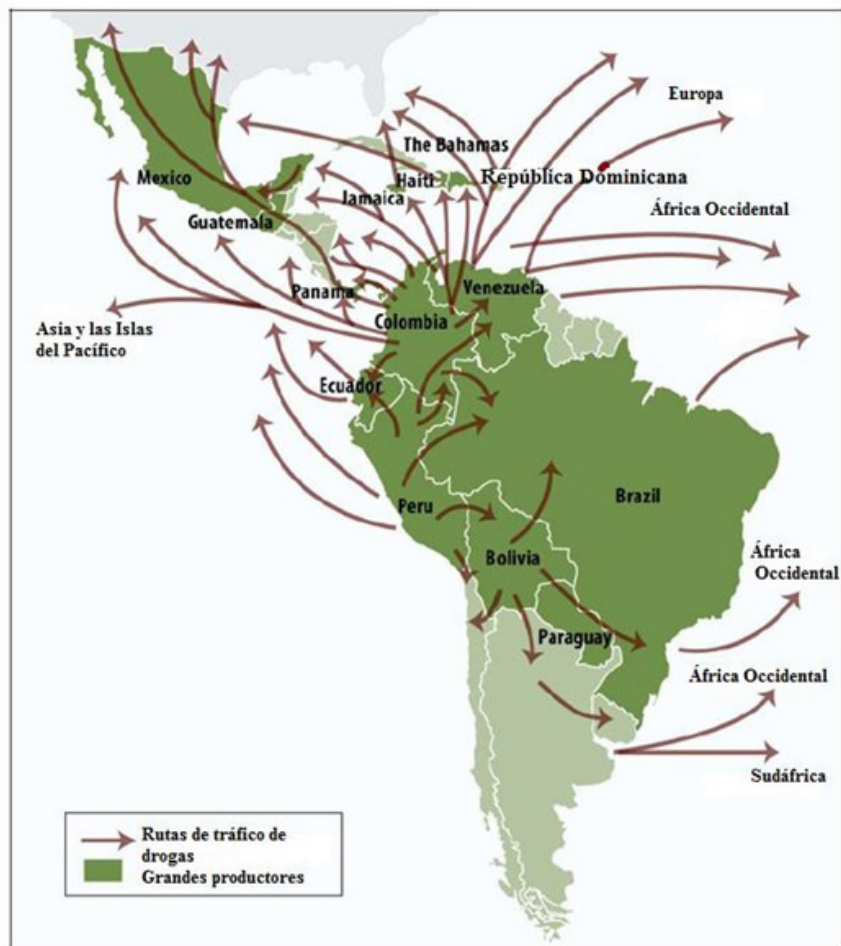 Europa
The Bahamas
República Dominicana
Haiti
Mexico
Jamaica
África Occidental
Guatemala
Panama
Venezuela
Colombia
Asia y las Islas
del Pacífico
Ecuador
Peru
Brazil
Bolivia
África
Occidental
Paraguay
África Occidental
Sudáfrica
Rutas de tráfico de
drogas
Grandes productores